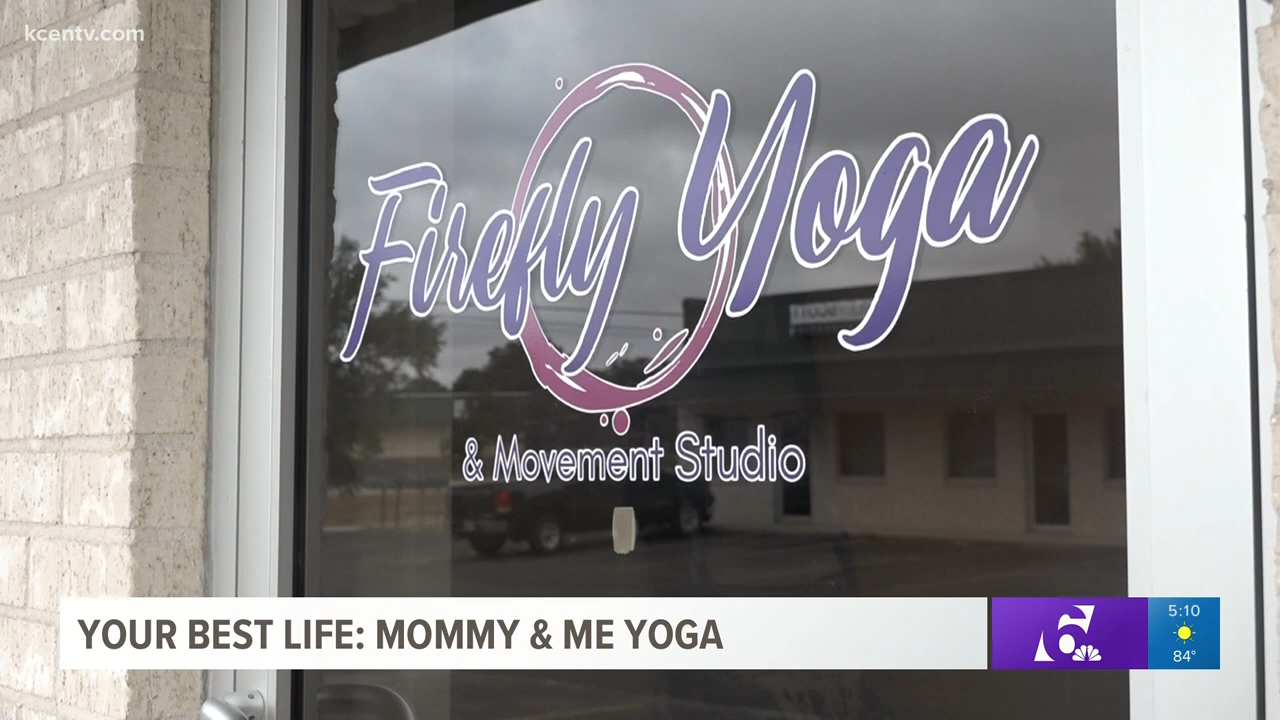 kcentv.com
Firefly Yoga
& Movement Studio
YOUR BEST LIFE: MOMMY & ME YOGA
6
5:10
84°